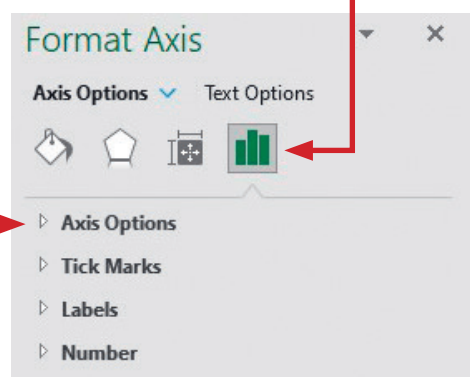 Format Axis
Axis Options Text Options
Axis Options
Tick Marks
Labels
Number